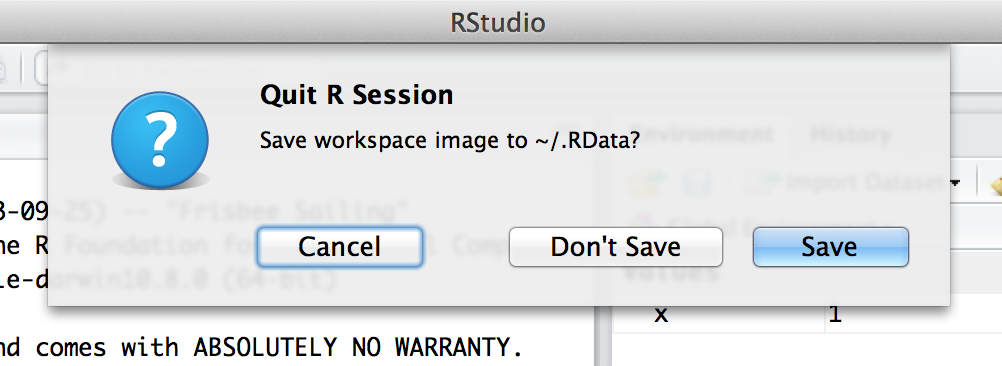 RStudio
Quit R Session
Save workspace image to ~/.RData?
Environment History
Import Dataset
3-09-25) -- "Frisbee Sailing"
Global Environment
he R Foundation for
Cancel Don't Save Save
l Comp
Values
le-darwin10.8.0 (64-bit)
x 1
nd comes with ABSOLUTELY NO WARRANTY.